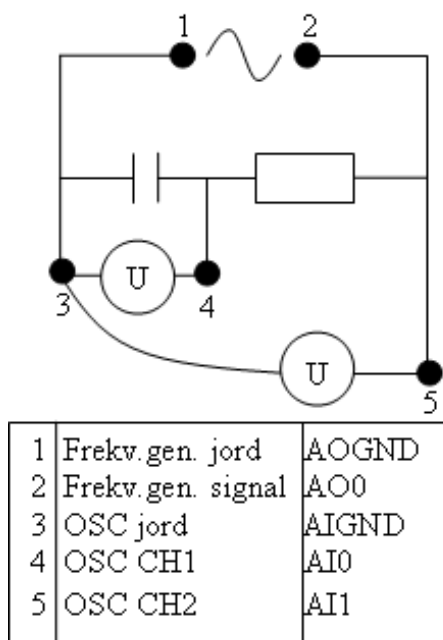 1 2
U
3 4
U
5
1 Frekv.gen. jord AOGND
2 Frekv.gen. signal AO0
3 OSC jord AIGND
4 OSC CH1 AI0
5 OSC CH2 AI1